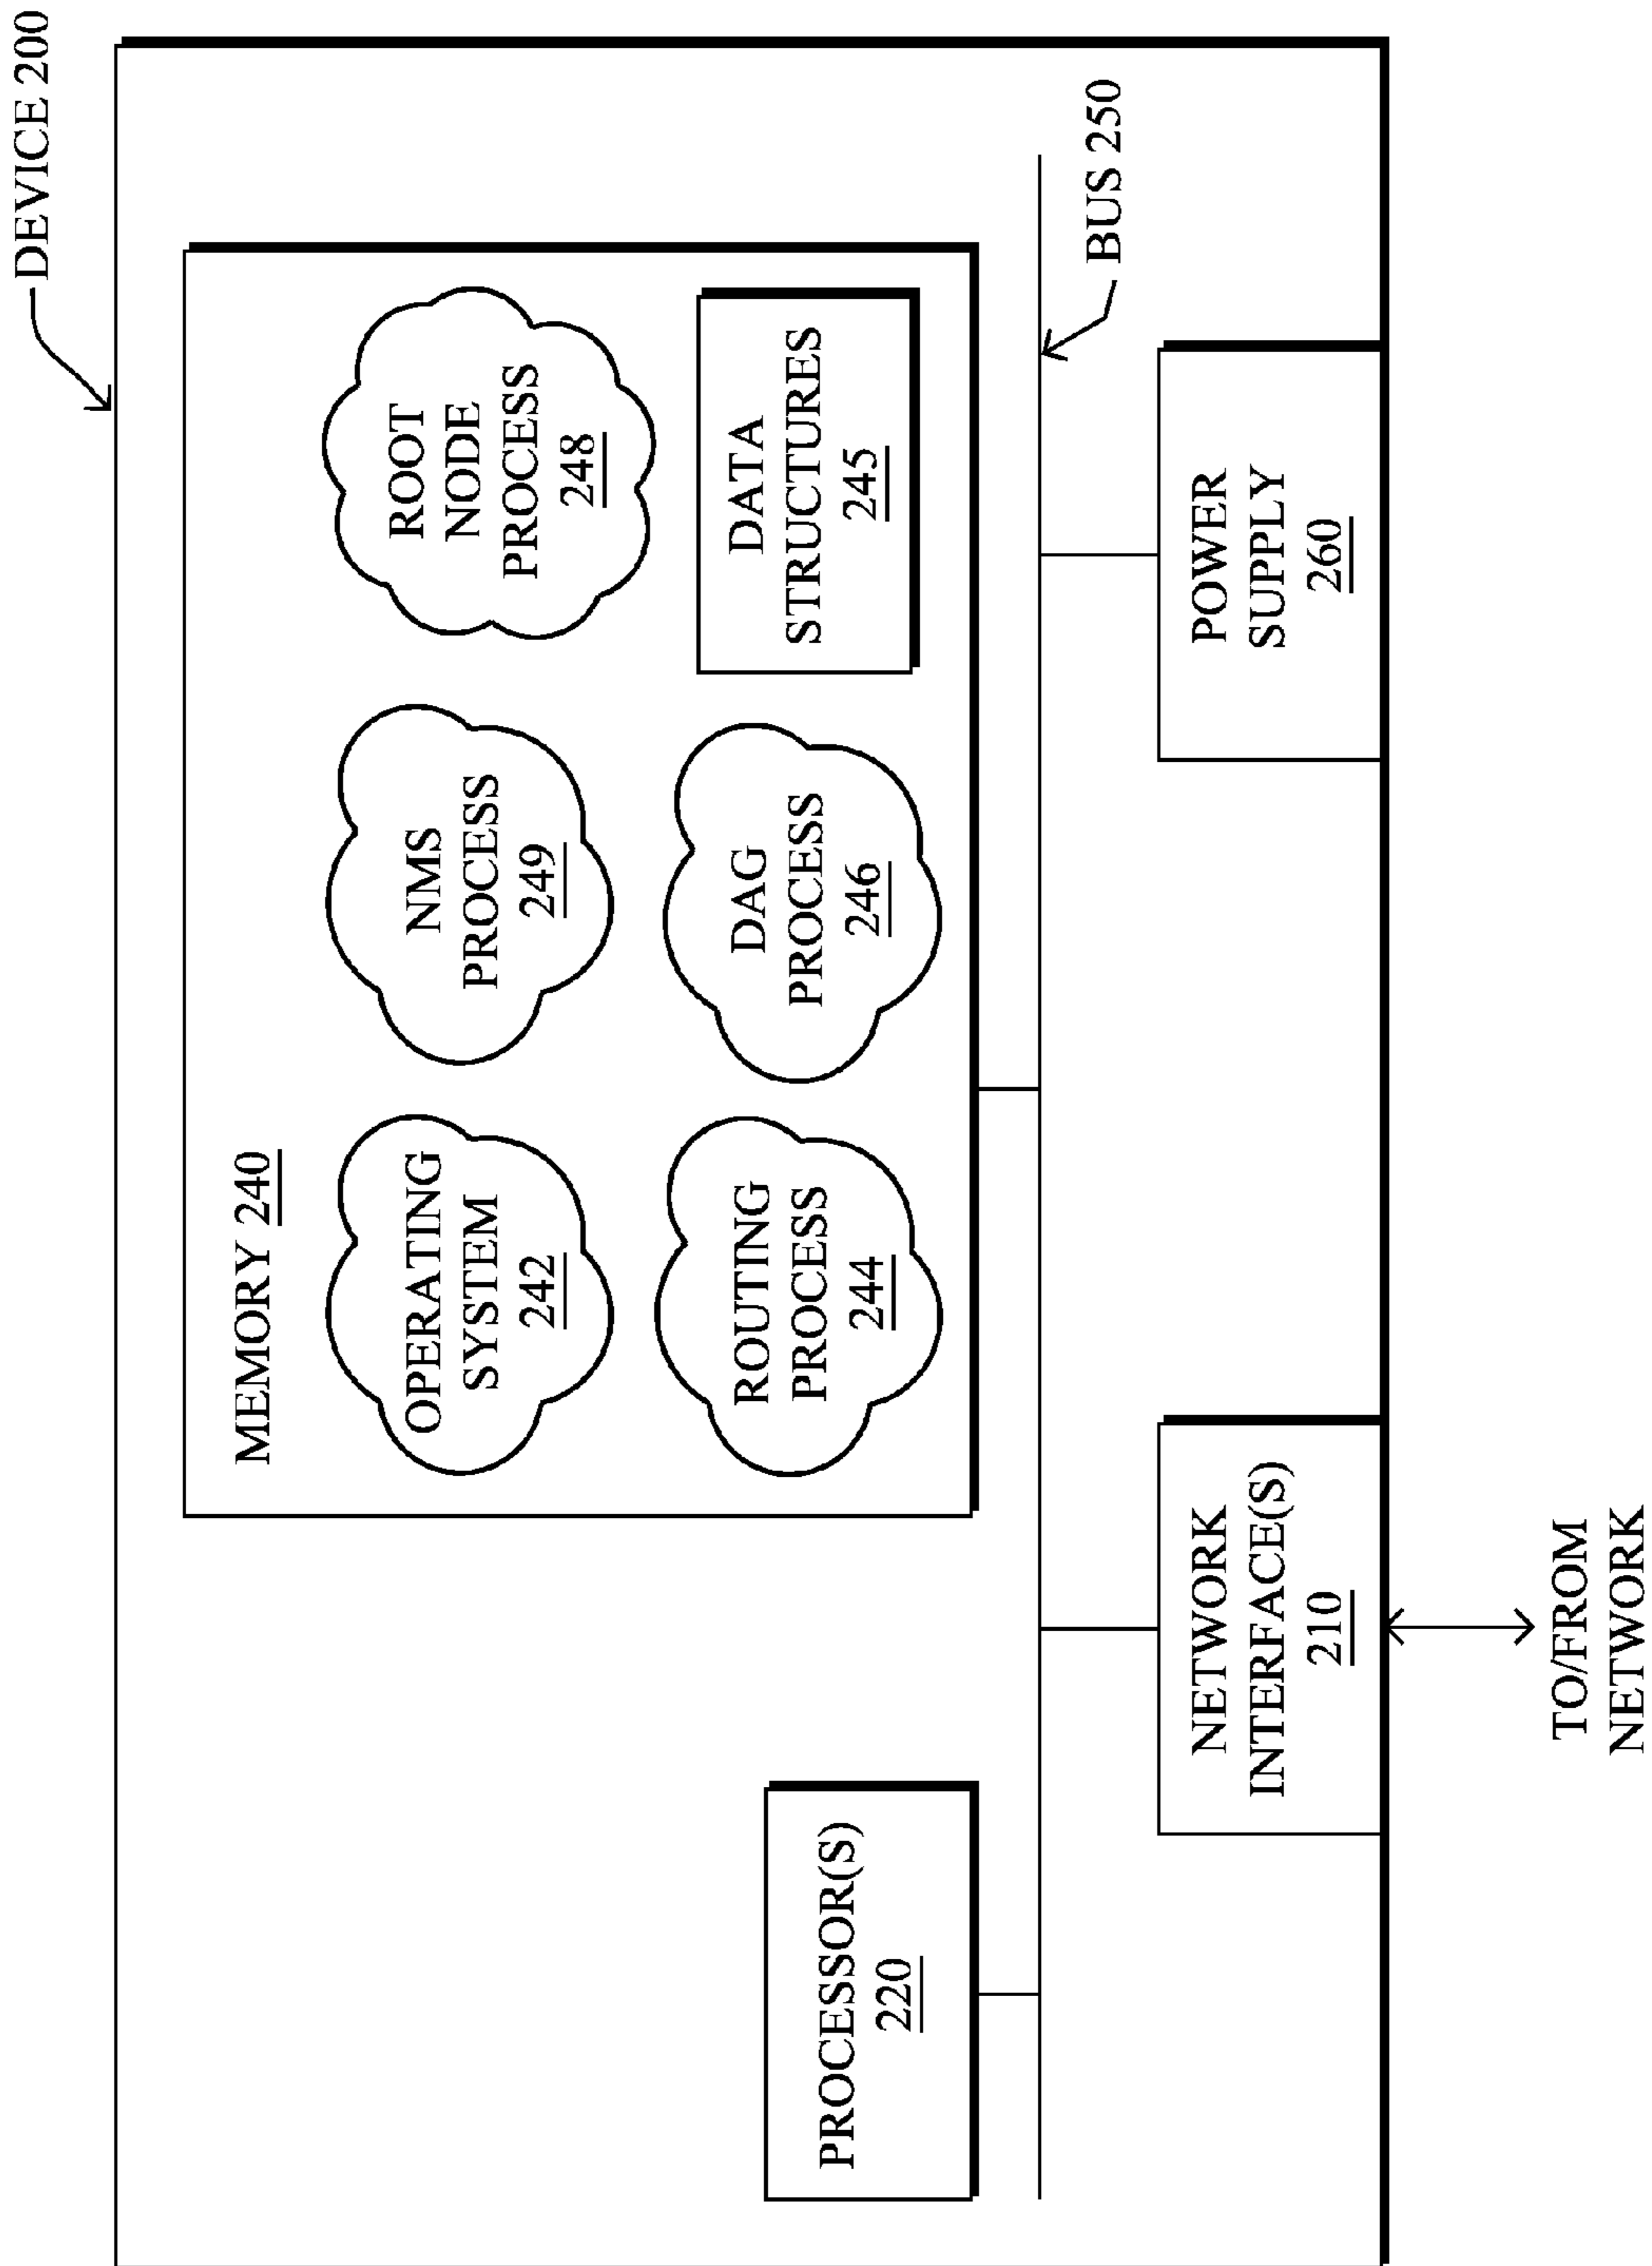 DEVICE 200
MEMORY 240
OPERATING
SYSTEM
242
NMS
PROCESS
249
ROOT
NODE
PROCESS
248
ROUTING
PROCESS
244
DAG
PROCESS
246
DATA
STRUCTURES
245
PROCESSOR(S)
220
BUS 250
NETWORK
INTERFACE(S)
210
POWER
SUPPLY
260
TO/FROM
NETWORK